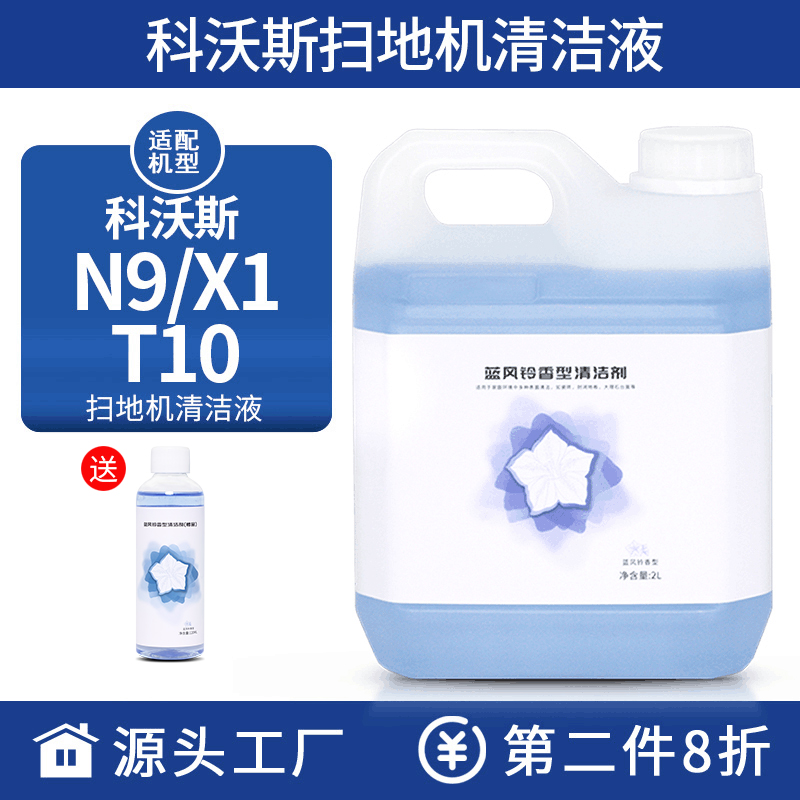 科沃斯扫地机清洁液
适配
机型
科沃斯
N9/X1
T10
扫地机清洁液
送
蓝风铃香型清洁剂
蓝风铃香型
净含量:2L
源头工厂
第二件8折